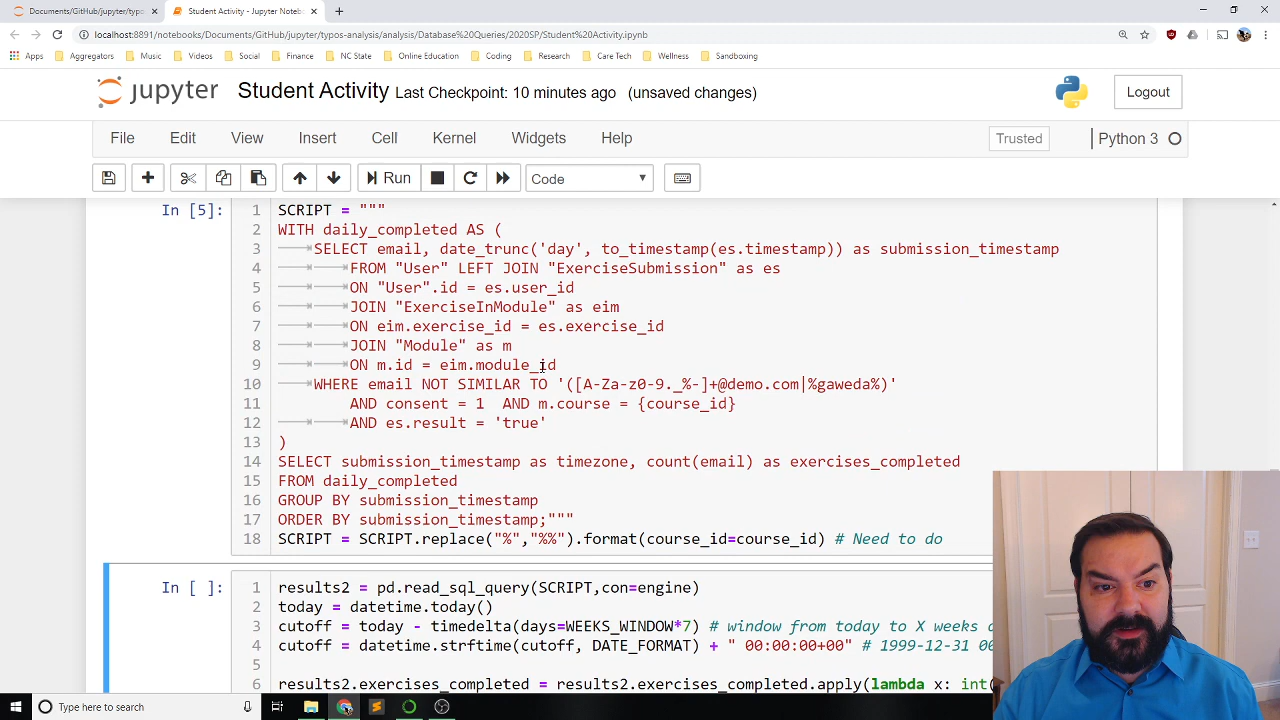 Documents/GitHub/jupyter/typo
Student Activity - Jupyter Noteb
localhost:8891/notebooks/Documents/GitHub/jupyter/typos-analysis/analysis/Database%20Queries/2020SP/Student%20Activity.ipynb
Apps Aggregators Music Videos Social Finance NC State Online Education Coding Research Care Tech Wellness Sandboxing
jupyter Student Activity Last Checkpoint: 10 minutes ago (unsaved changes) Logout
File Edit View Insert Cell Kernel Widgets Help Trusted Python 3
Run Code
In [5]:
1 SCRIPT = """
2 WITH daily_completed AS (
3 SELECT email, date_trunc('day', to_timestamp(es.timestamp)) as submission_timestamp
4 FROM "User" LEFT JOIN "ExerciseSubmission" as es
5 ON "User".id = es.user_id
6 JOIN "ExerciseInModule" as eim
7 ON eim.exercise_id = es.exercise_id
8 JOIN "Module" as m
9 ON m.id = eim.module_id
10 WHERE email NOT SIMILAR TO '([A-Za-z0-9._%-]+@demo.com|%gaweda%)'
11 AND consent = 1 AND m.course = {course_id}
12 AND es.result = 'true'
13 )
14 SELECT submission_timestamp as timezone, count(email) as exercises_completed
15 FROM daily_completed
16 GROUP BY submission_timestamp
17 ORDER BY submission_timestamp;"""
18 SCRIPT = SCRIPT.replace("%","%%").format(course_id=course_id) # Need to do
In [ ]:
1 results2 = pd.read_sql_query(SCRIPT,con=engine)
2 today = datetime.today()
3 cutoff = today - timedelta(days=WEEKS_WINDOW*7) # window from today to X weeks a
4 cutoff = datetime.strftime(cutoff, DATE_FORMAT) + " 00:00:00+00" # 1999-12-31 00
5
6 results2.exercises_completed = results2.exercises_completed.apply(lambda x: int(
Type here to search